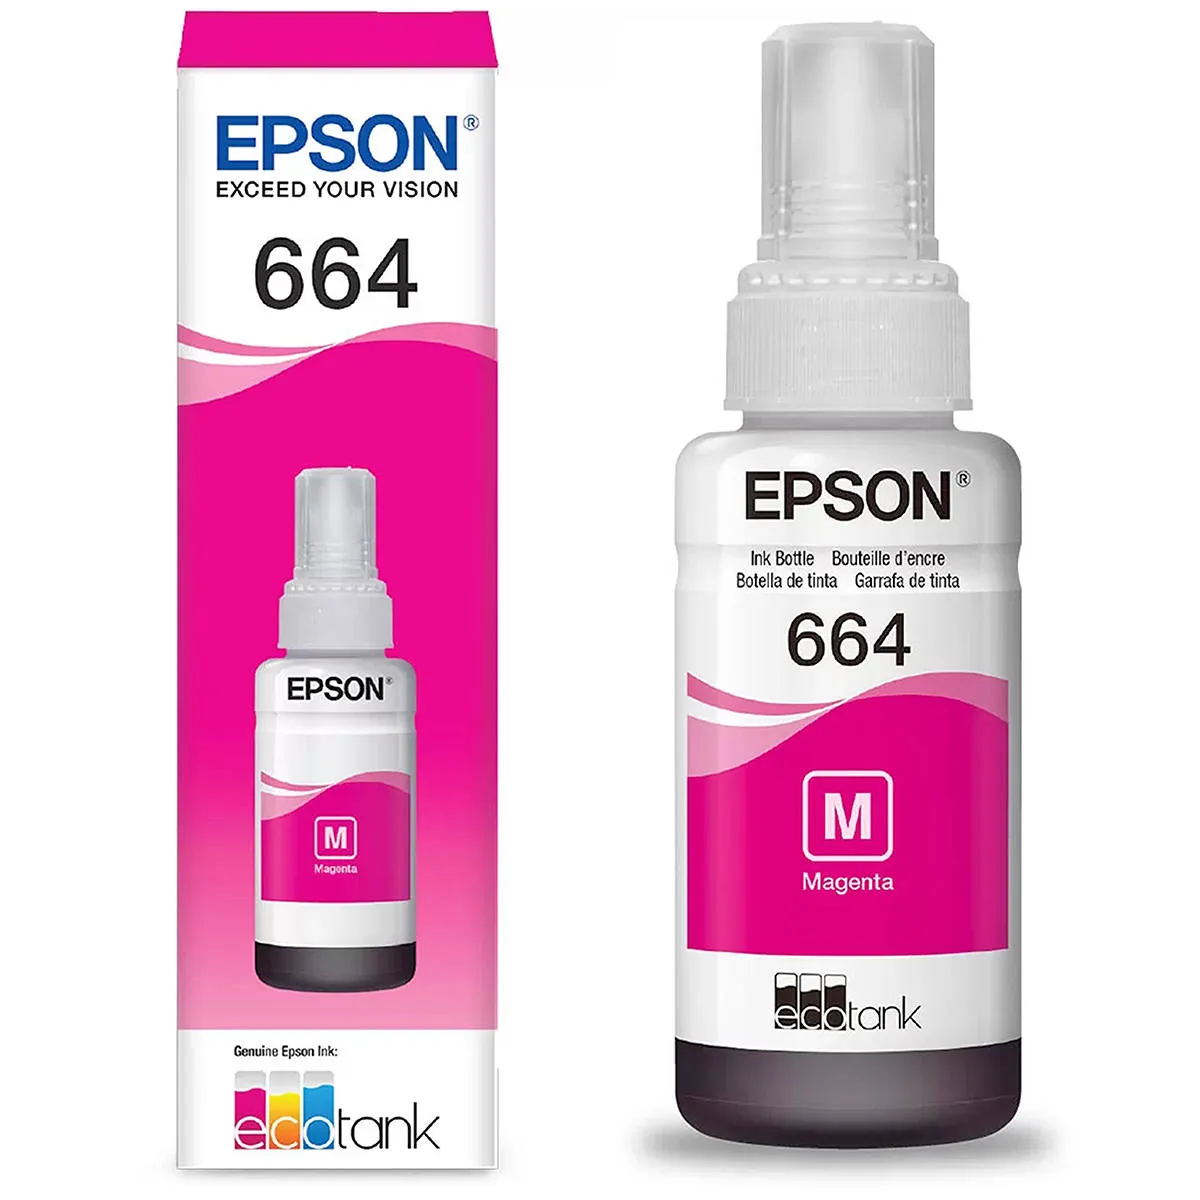 EPSON®
EXCEED YOUR VISION
664
EPSON®
M
Magenta
Genuine Epson Ink:
ecotank
EPSON®
Ink Bottle Bouteille d'encre
Botella de tinta Garrafa de tinta
664
M
Magenta
ecotank